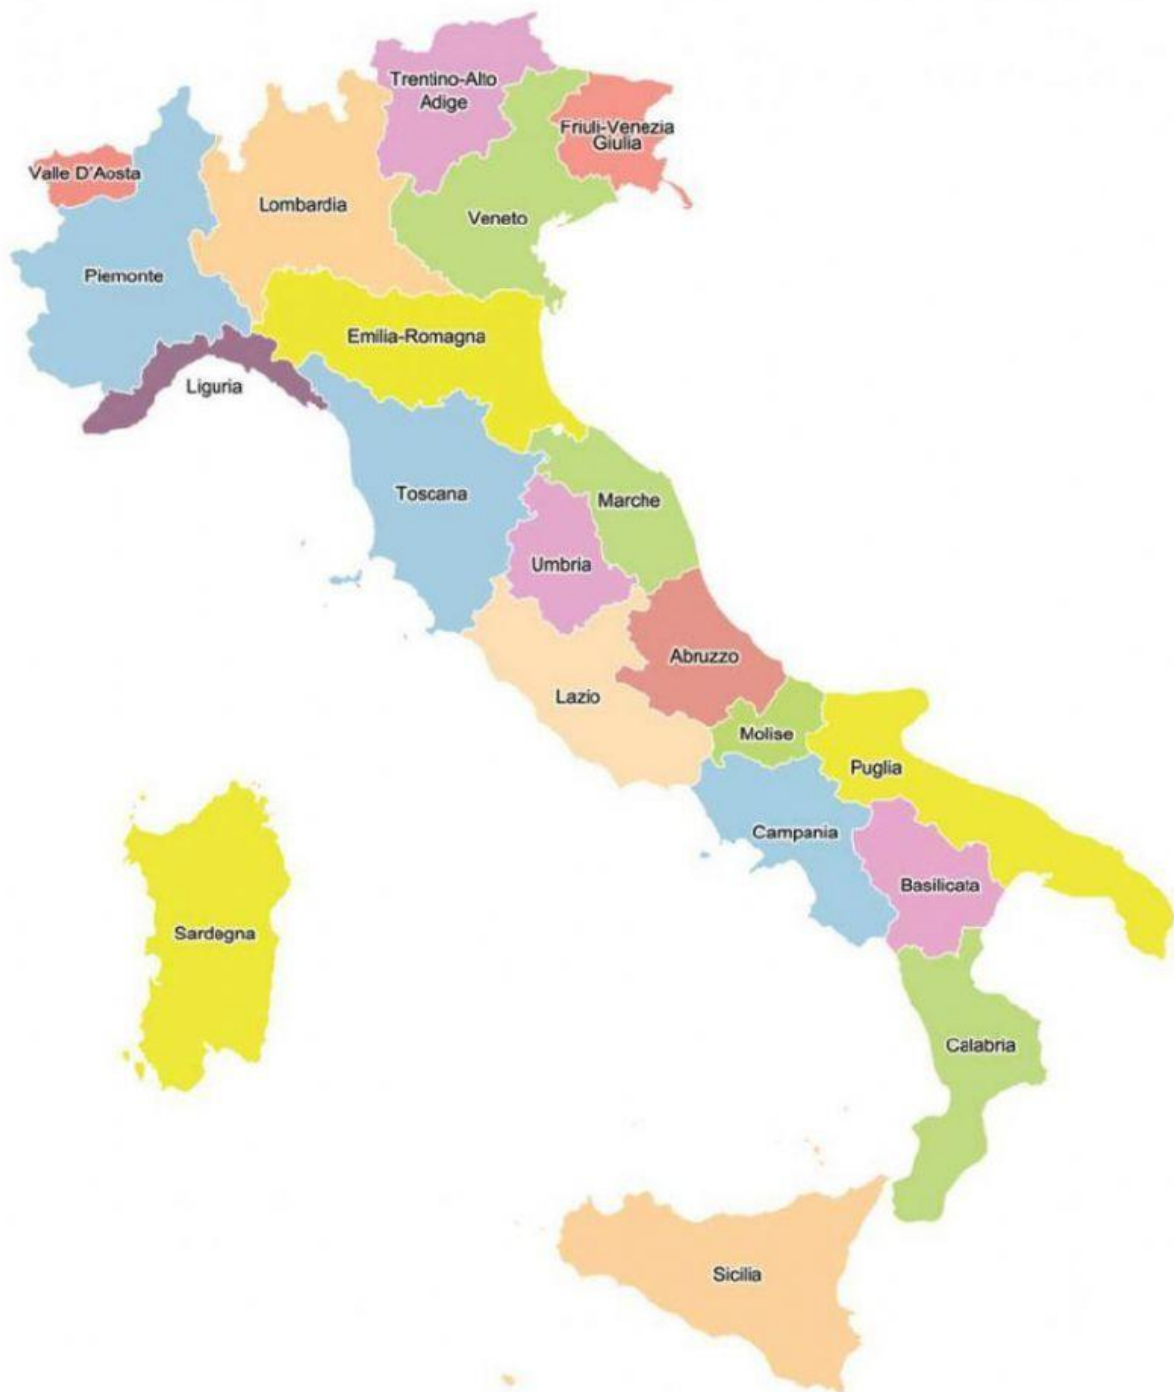 Trentino-Alto
Adige
Friuli-Venezia
Giulia
Valle D'Aosta
Lombardia
Veneto
Piemonte
Emilia-Romagna
Liguria
Toscana
Marche
Umbria
Abruzzo
Lazio
Molise
Puglia
Campania
Basilicata
Sardegna
Calabria
Sicilia